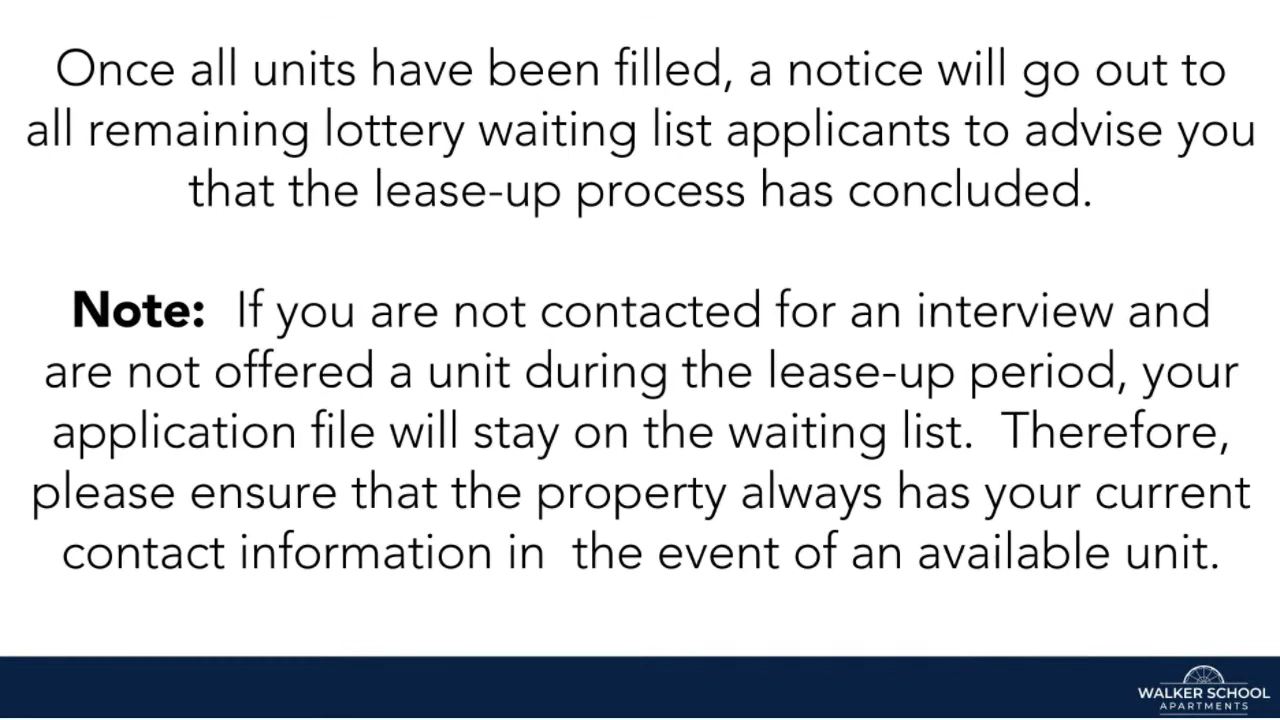 Once all units have been filled, a notice will go out to
all remaining lottery waiting list applicants to advise you
that the lease-up process has concluded.
Note: If you are not contacted for an interview and
are not offered a unit during the lease-up period, your
application file will stay on the waiting list. Therefore,
please ensure that the property always has your current
contact information in the event of an available unit.
WALKER SCHOOL
APARTMENTS